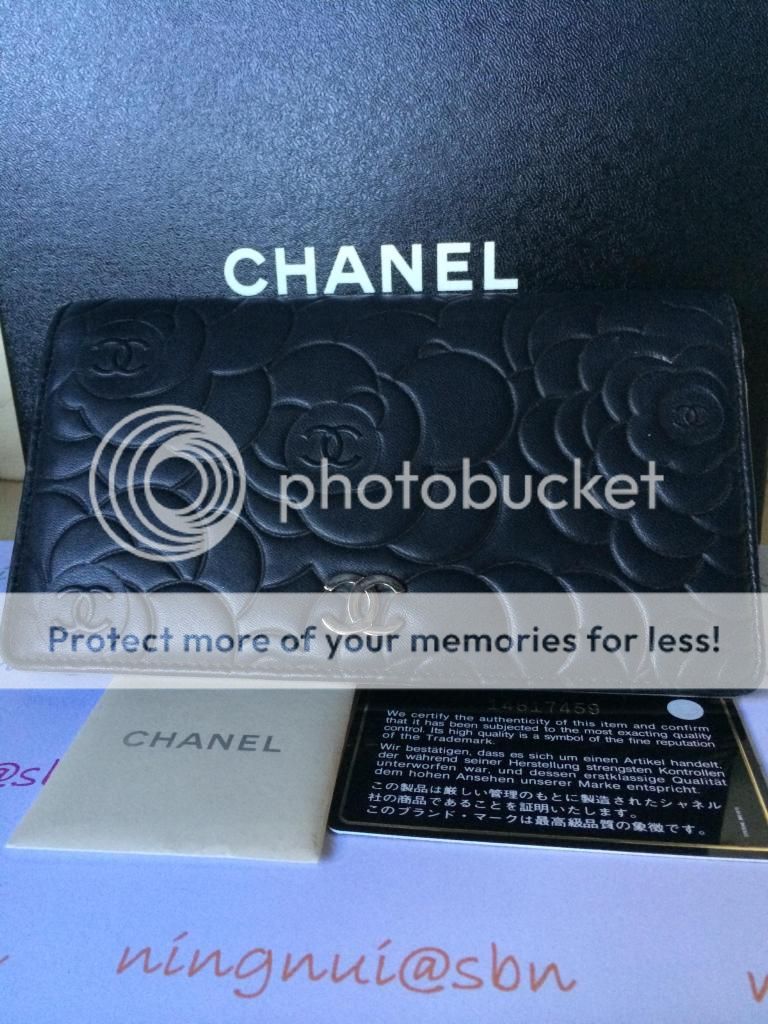 CHANEL
photobucket
Protect more of your memories for less!
14617459
We certify the authenticity of this item and confirm
that it has been subjected to the most exacting quality
control. Its high quality is a symbol of the fine reputation
of the Trademark.
Wir bestätigen, dass es sich um einen Artikel handelt,
der während seiner Herstellung strengsten Kontrollen
unterworfen war, und dessen erstklassige Qualität
dem hohen Ansehen unserer Marke entspricht.
この製品は厳しい管理のもとに製造されたシャネル
社の商品であることを証明いたします。
このブランド・マークは最高級品質の象徴です。
CHANEL
@sb
ningnui@sbn